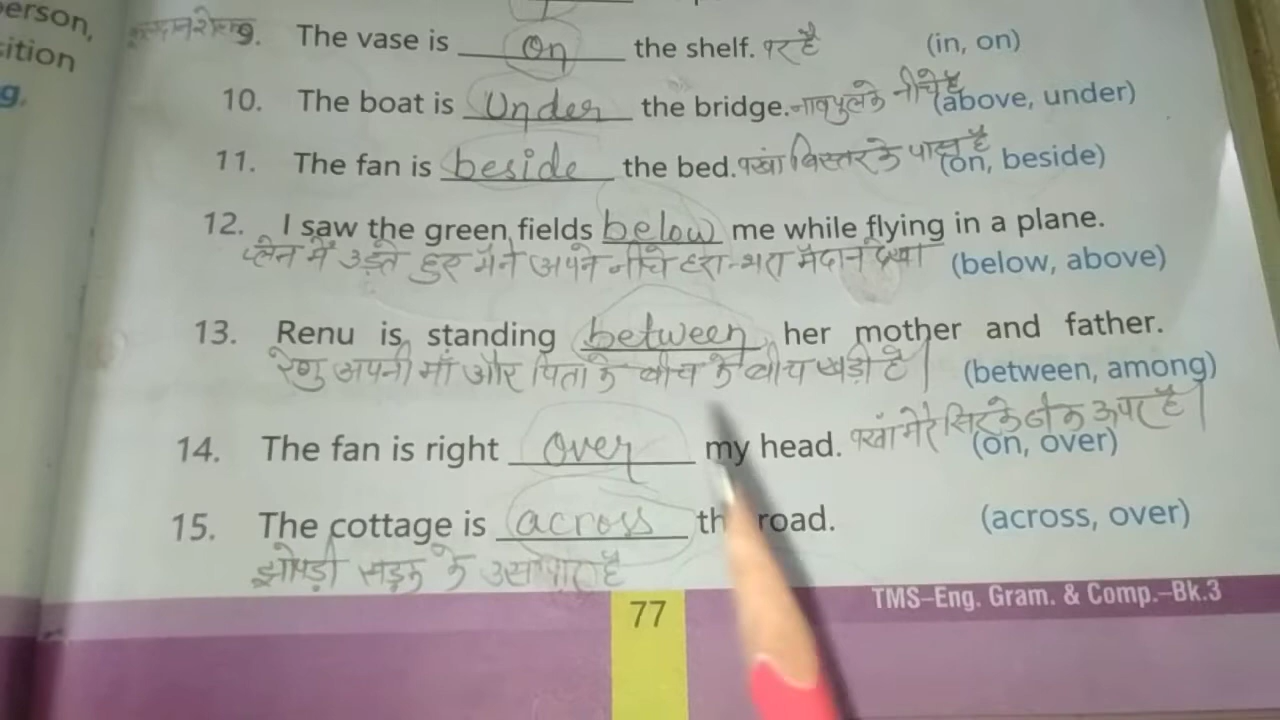 erson,
ition
g.
9. The vase is on the shelf. पर है (in, on)
10. The boat is Under the bridge. नाव पुल के नीचे है (above, under)
11. The fan is beside the bed. पखां बिस्तर के पास है (on, beside)
12. I saw the green fields below me while flying in a plane.
प्लेन में उड़ते हुए मैंने अपने नीचे हरा-भरा मैदान देखा (below, above)
13. Renu is standing between her mother and father.
रेणु अपनी माँ और पिता के बीच के बीच खड़ी है। (between, among)
14. The fan is right over my head. पखां मेरे सिर के ठीक ऊपर है। (on, over)
15. The cottage is across th road. (across, over)
झोपड़ी सड़क के उस पार है
77
TMS–Eng. Gram. & Comp.–Bk.3